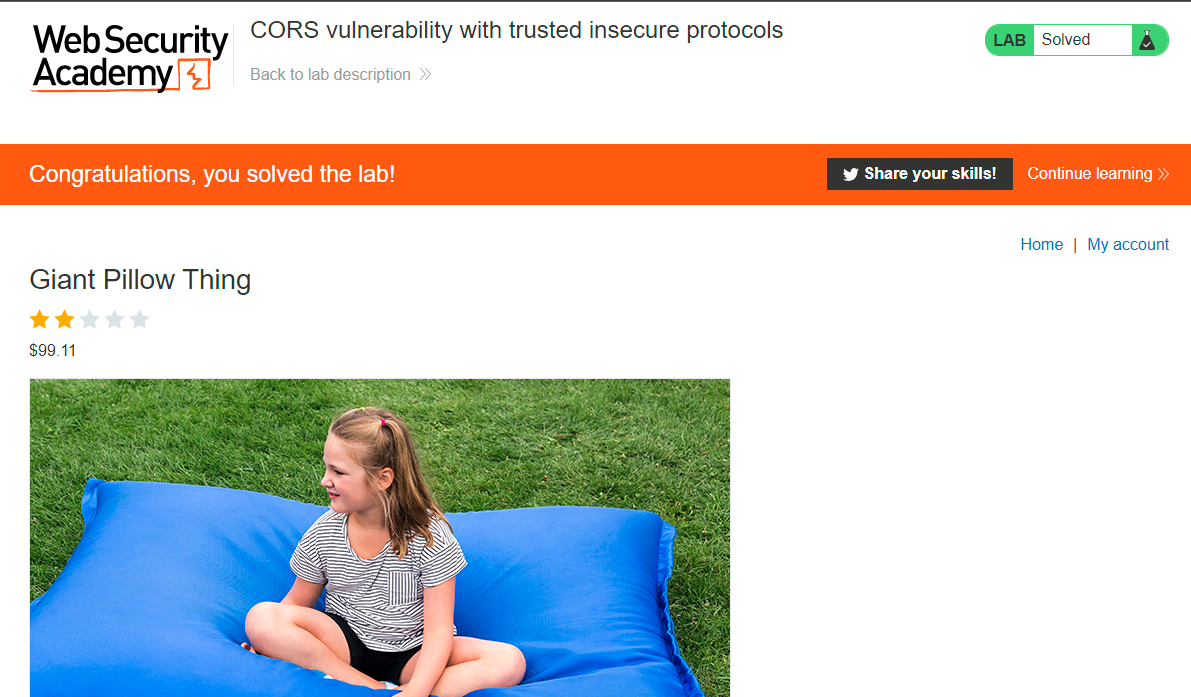 Web Security
Academy
CORS vulnerability with trusted insecure protocols
Back to lab description
LAB Solved
Congratulations, you solved the lab!
Share your skills!
Continue learning
Home | My account
Giant Pillow Thing
$99.11